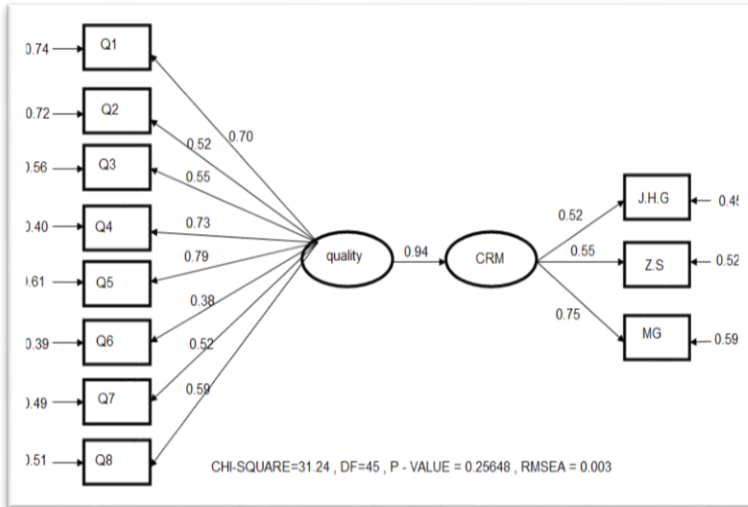 0.74 Q1
0.72 Q2
0.70
0.52
0.56 Q3
0.55
0.40 Q4
0.73
0.79
.61 Q5
0.38
0.39 Q6
0.52
0.49 Q7
0.59
0.51 Q8
quality 0.94 CRM
0.52 J.H.G 0.45
0.55 Z.S 0.52
0.75 MG 0.59
CHI-SQUARE=31.24 , DF=45 , P - VALUE = 0.25648 , RMSEA = 0.003